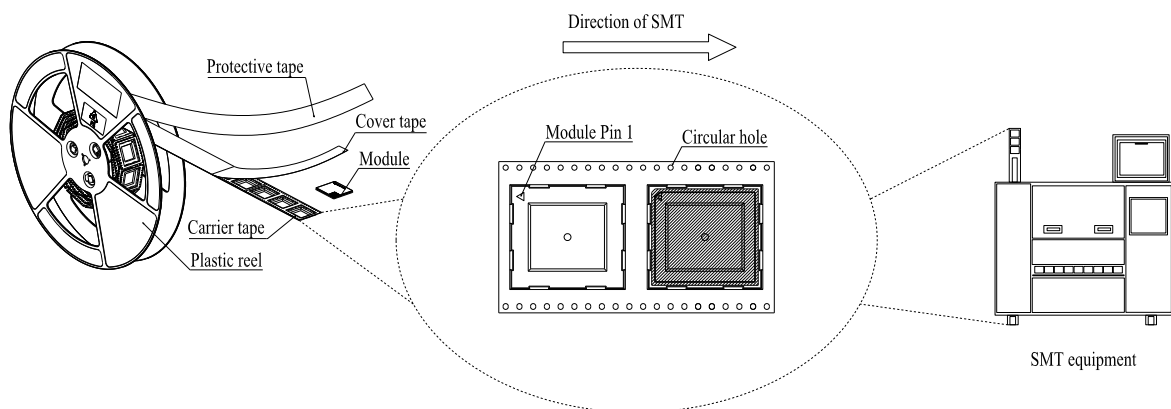 Direction of SMT
Protective tape
Cover tape
Module
Carrier tape
Plastic reel
Module Pin 1
Circular hole
SMT equipment